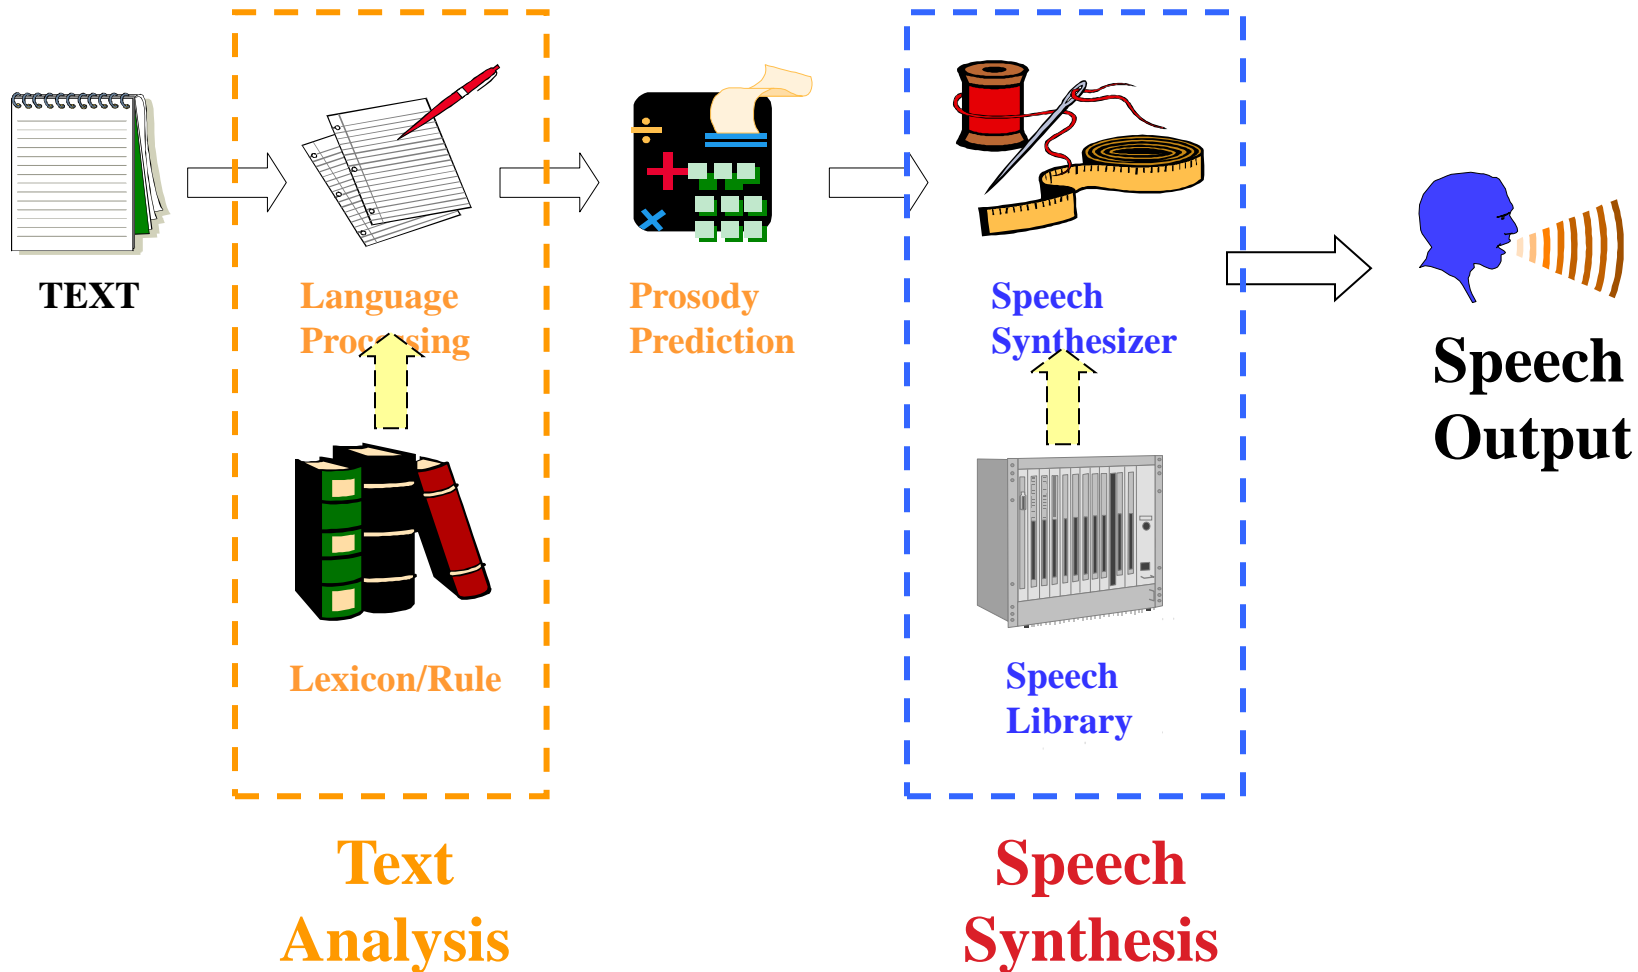 TEXT
Language
Processing
Prosody
Prediction
Speech
Synthesizer
Speech
Output
Lexicon/Rule
Speech
Library
Text
Analysis
Speech
Synthesis